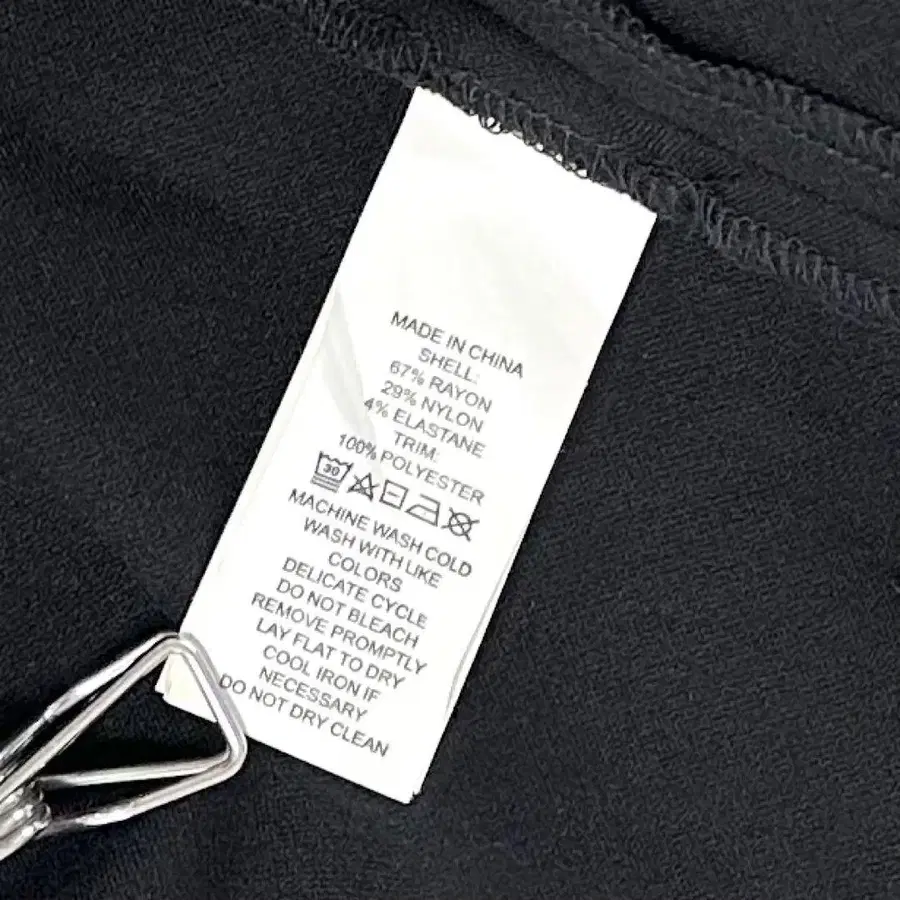 MADE IN CHINA
SHELL:
67% RAYON
29% NYLON
4% ELASTANE
TRIM:
100% POLYESTER
30
MACHINE WASH COLD
WASH WITH LIKE
COLORS
DELICATE CYCLE
DO NOT BLEACH
REMOVE PROMPTLY
LAY FLAT TO DRY
COOL IRON IF
NECESSARY
DO NOT DRY CLEAN